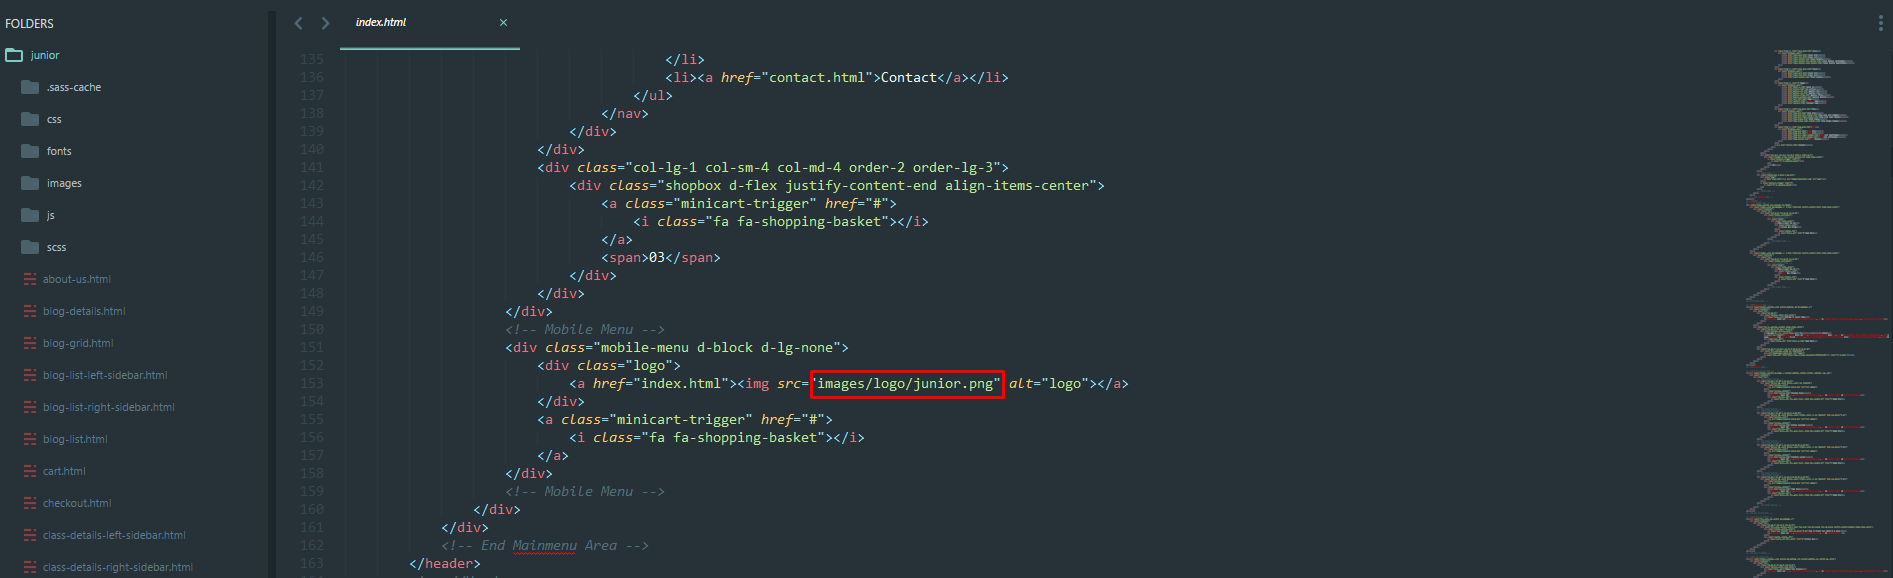 FOLDERS
junior
.sass-cache
css
fonts
images
js
scss
about-us.html
blog-details.html
blog-grid.html
blog-list-left-sidebar.html
blog-list-right-sidebar.html
blog-list.html
cart.html
checkout.html
class-details-left-sidebar.html
class-details-right-sidebar.html
index.html ×
135 </li>
136 <li><a href="contact.html">Contact</a></li>
137 </ul>
138 </nav>
139 </div>
140 </div>
141 <div class="col-lg-1 col-sm-4 col-md-4 order-2 order-lg-3">
142 <div class="shopbox d-flex justify-content-end align-items-center">
143 <a class="minicart-trigger" href="#">
144 <i class="fa fa-shopping-basket"></i>
145 </a>
146 <span>03</span>
147 </div>
148 </div>
149 </div>
150 <!-- Mobile Menu -->
151 <div class="mobile-menu d-block d-lg-none">
152 <div class="logo">
153 <a href="index.html"><img src="images/logo/junior.png" alt="logo"></a>
154 </div>
155 <a class="minicart-trigger" href="#">
156 <i class="fa fa-shopping-basket"></i>
157 </a>
158 </div>
159 <!-- Mobile Menu -->
160 </div>
161 </div>
162 <!-- End Mainmenu Area -->
163 </header>